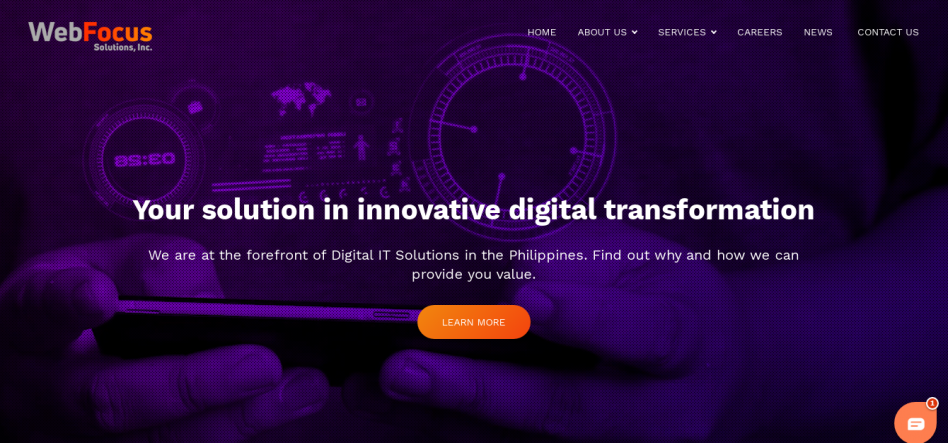 WebFocus
Solutions, Inc.
HOME ABOUT US SERVICES CAREERS NEWS CONTACT US
Your solution in innovative digital transformation
We are at the forefront of Digital IT Solutions in the Philippines. Find out why and how we can
provide you value.
LEARN MORE
1